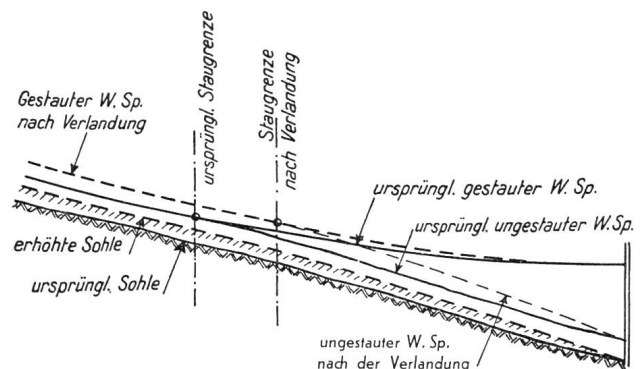 ursprüngl. Staugrenze
Staugrenze
nach Verlandung
Gestauter W. Sp.
nach Verlandung
ursprüngl. gestauter W. Sp.
ursprüngl. ungestauter W.Sp.
erhöhte Sohle
ursprüngl. Sohle
ungestauter W. Sp.
nach der Verlandung